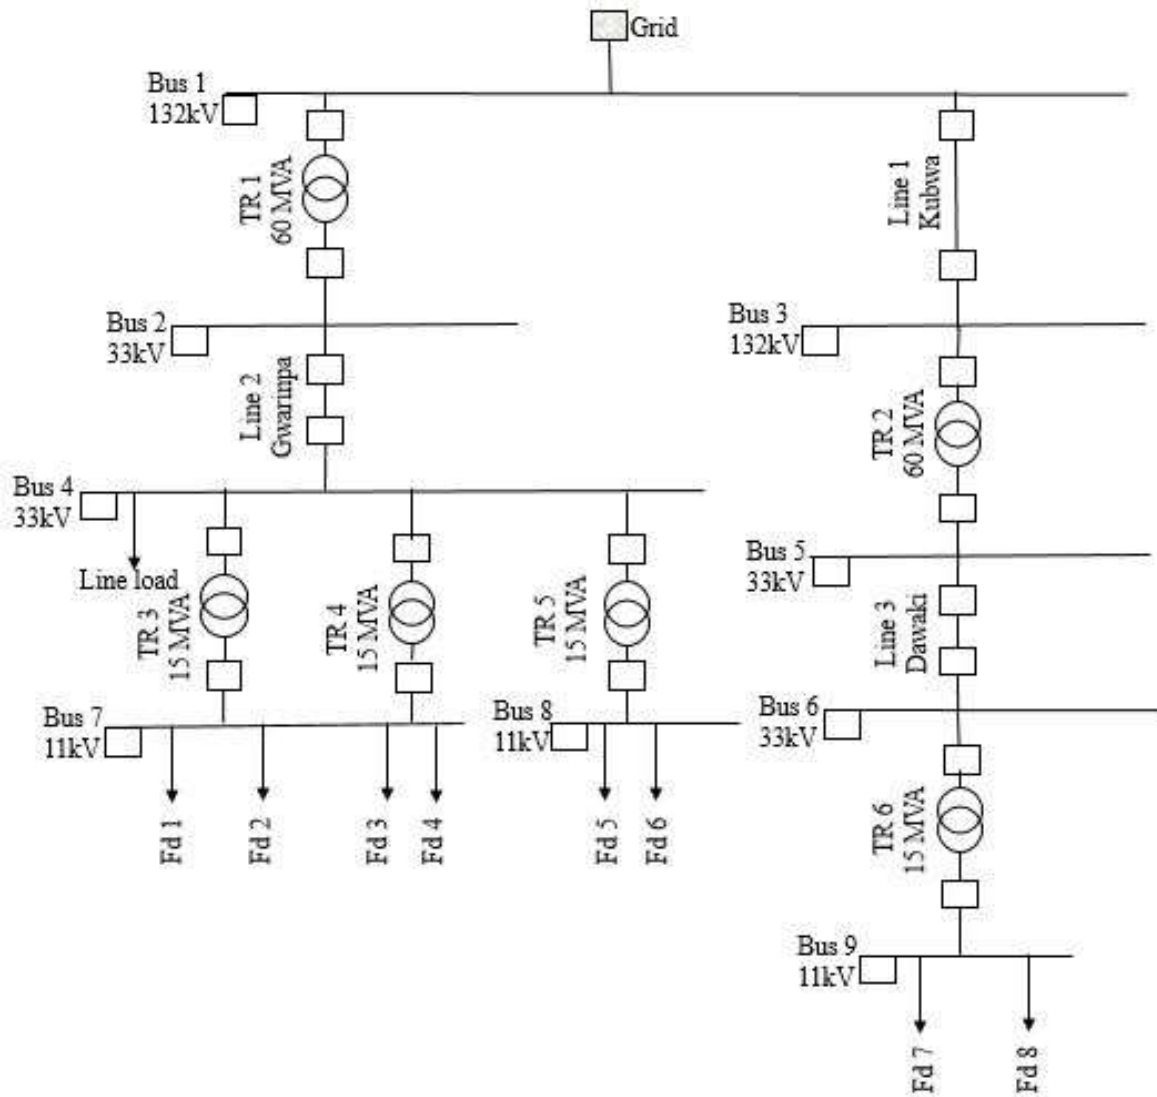 Grid
Bus 1
132kV
TR 1
60 MVA
Line 1
Kubwa
Bus 2
33kV
Bus 3
132kV
Line 2
Gwarinpa
TR 2
60 MVA
Bus 4
33kV
Line load
TR 3
15 MVA
TR 4
15 MVA
TR 5
15 MVA
Bus 5
33kV
Line 3
Dawaki
Bus 7
11kV
Bus 8
11kV
Bus 6
33kV
Fd 1
Fd 2
Fd 3
Fd 4
Fd 5
Fd 6
TR 6
15 MVA
Bus 9
11kV
Fd 7
Fd 8